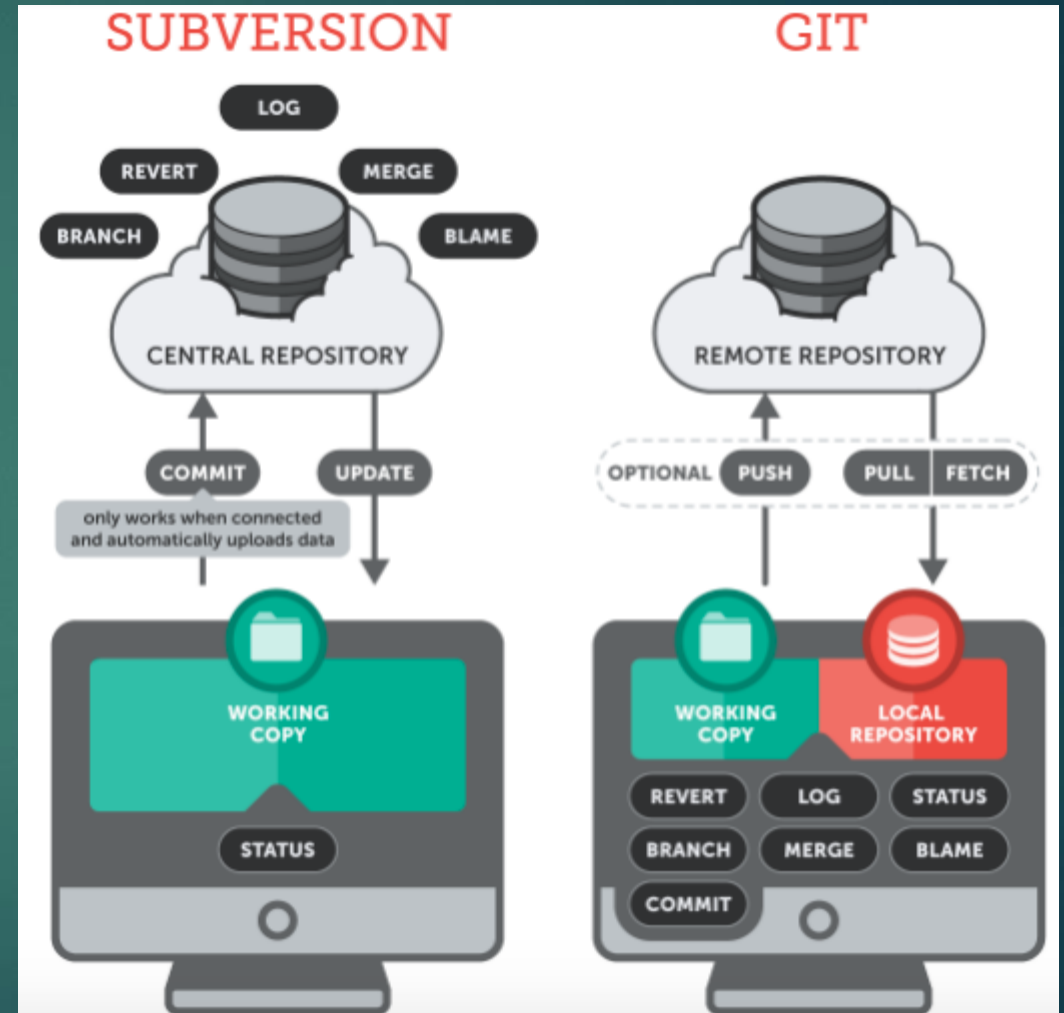 SUBVERSION
LOG
REVERT
MERGE
BRANCH
BLAME
CENTRAL REPOSITORY
COMMIT
UPDATE
only works when connected
and automatically uploads data
WORKING
COPY
STATUS
GIT
REMOTE REPOSITORY
OPTIONAL
PUSH
PULL
FETCH
WORKING
COPY
LOCAL
REPOSITORY
REVERT
LOG
STATUS
BRANCH
MERGE
BLAME
COMMIT